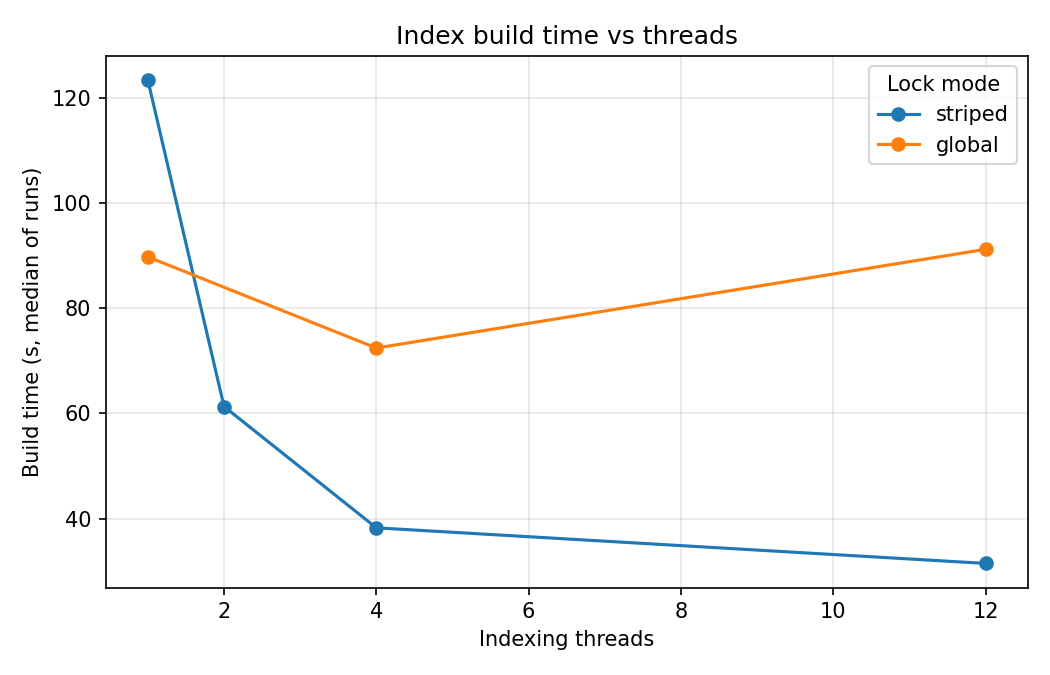 Index build time vs threads
Lock mode
striped
global
Build time (s, median of runs)
120
100
80
60
40
2 4 6 8 10 12
Indexing threads